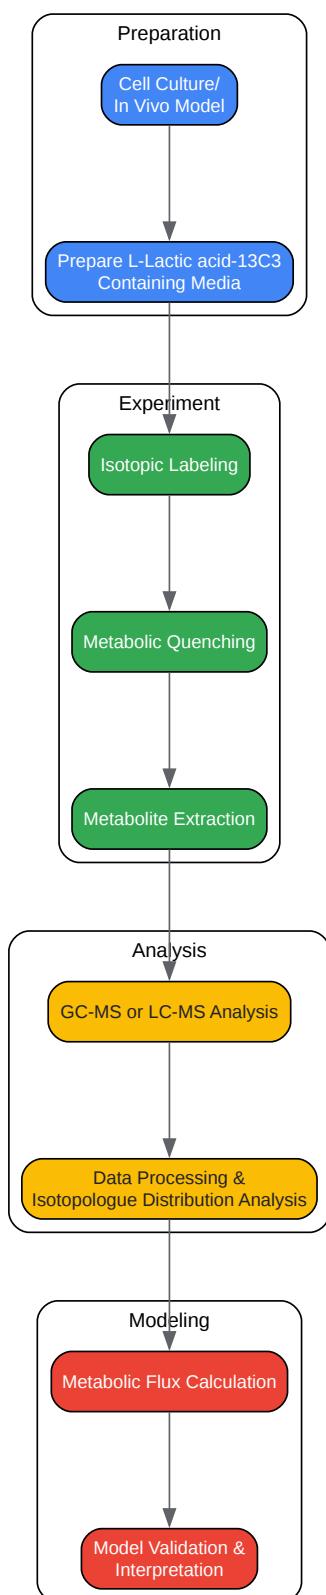 Preparation
Cell Culture/
In Vivo Model
Prepare L-Lactic acid-13C3
Containing Media
Experiment
Isotopic Labeling
Metabolic Quenching
Metabolite Extraction
Analysis
GC-MS or LC-MS Analysis
Data Processing &
Isotopologue Distribution Analysis
Modeling
Metabolic Flux Calculation
Model Validation &
Interpretation